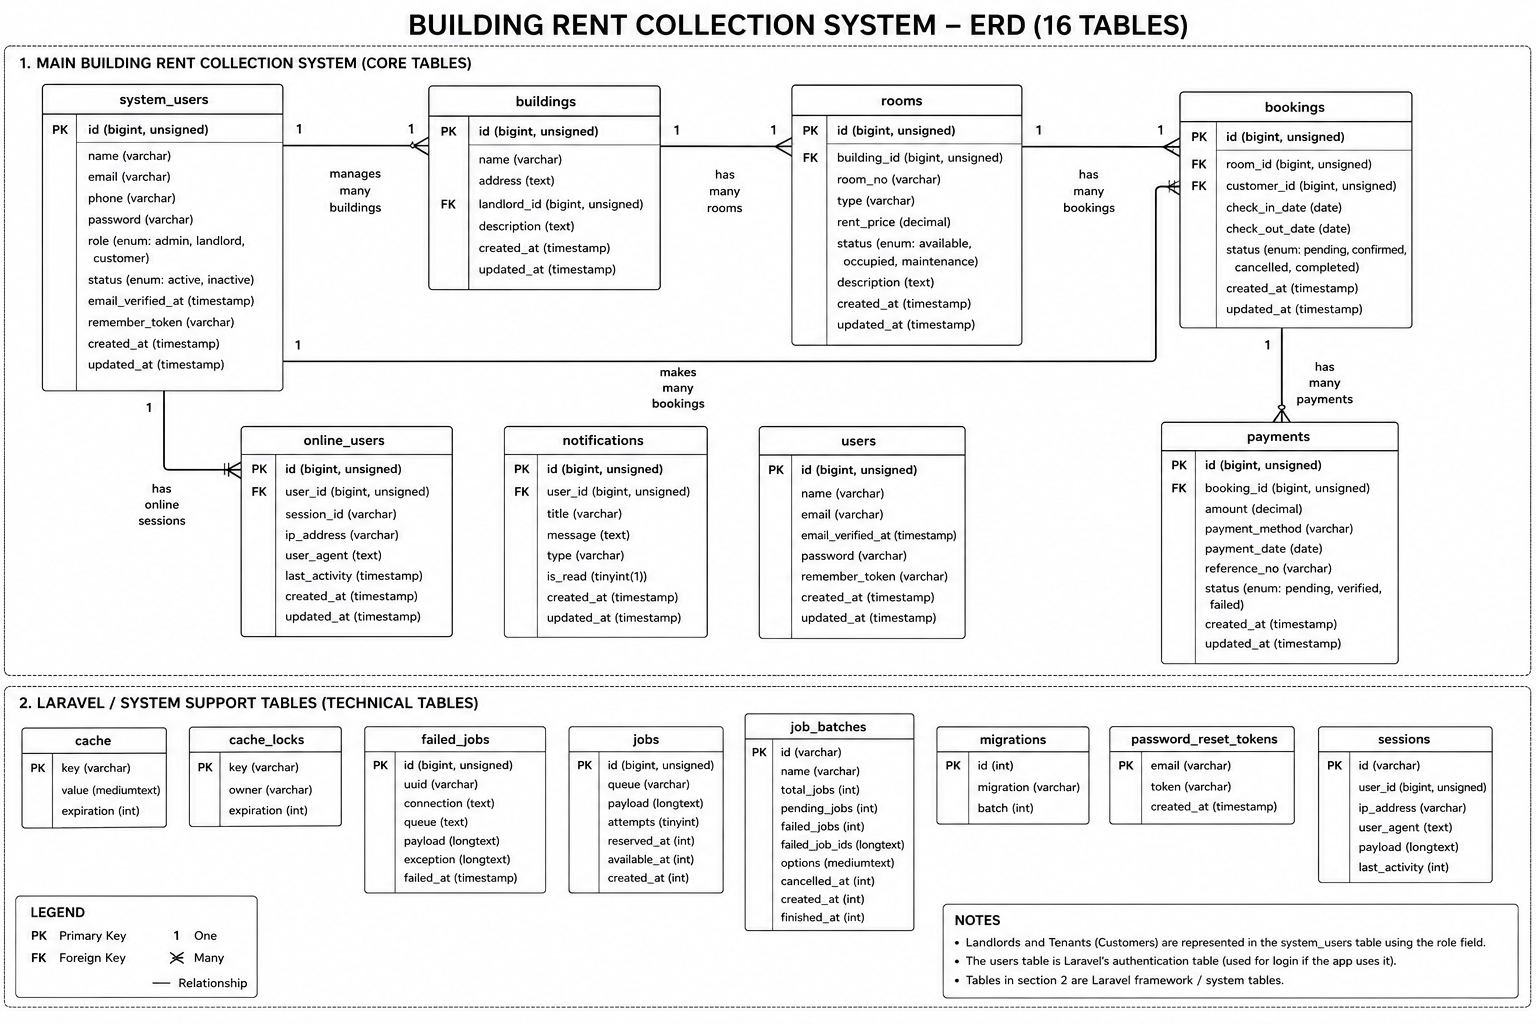 BUILDING RENT COLLECTION SYSTEM – ERD (16 TABLES)
1. MAIN BUILDING RENT COLLECTION SYSTEM (CORE TABLES)
system_users
PK id (bigint, unsigned)
name (varchar)
email (varchar)
phone (varchar)
password (varchar)
role (enum: admin, landlord,
customer)
status (enum: active, inactive)
email_verified_at (timestamp)
remember_token (varchar)
created_at (timestamp)
updated_at (timestamp)
1 1
manages
many
buildings
buildings
PK id (bigint, unsigned)
name (varchar)
address (text)
FK landlord_id (bigint, unsigned)
description (text)
created_at (timestamp)
updated_at (timestamp)
1 1
has
many
rooms
rooms
PK id (bigint, unsigned)
FK building_id (bigint, unsigned)
room_no (varchar)
type (varchar)
rent_price (decimal)
status (enum: available,
occupied, maintenance)
description (text)
created_at (timestamp)
updated_at (timestamp)
1 1
has
many
bookings
bookings
PK id (bigint, unsigned)
FK room_id (bigint, unsigned)
FK customer_id (bigint, unsigned)
check_in_date (date)
check_out_date (date)
status (enum: pending, confirmed,
cancelled, completed)
created_at (timestamp)
updated_at (timestamp)
1
makes
many
bookings
1
has
many
payments
1
has
online
sessions
online_users
PK id (bigint, unsigned)
FK user_id (bigint, unsigned)
session_id (varchar)
ip_address (varchar)
user_agent (text)
last_activity (timestamp)
created_at (timestamp)
updated_at (timestamp)
notifications
PK id (bigint, unsigned)
FK user_id (bigint, unsigned)
title (varchar)
message (text)
type (varchar)
is_read (tinyint(1))
created_at (timestamp)
updated_at (timestamp)
users
PK id (bigint, unsigned)
name (varchar)
email (varchar)
email_verified_at (timestamp)
password (varchar)
remember_token (varchar)
created_at (timestamp)
updated_at (timestamp)
payments
PK id (bigint, unsigned)
FK booking_id (bigint, unsigned)
amount (decimal)
payment_method (varchar)
payment_date (date)
reference_no (varchar)
status (enum: pending, verified,
failed)
created_at (timestamp)
updated_at (timestamp)
2. LARAVEL / SYSTEM SUPPORT TABLES (TECHNICAL TABLES)
cache
PK key (varchar)
value (mediumtext)
expiration (int)
cache_locks
PK key (varchar)
owner (varchar)
expiration (int)
failed_jobs
PK id (bigint, unsigned)
uuid (varchar)
connection (text)
queue (text)
payload (longtext)
exception (longtext)
failed_at (timestamp)
jobs
PK id (bigint, unsigned)
queue (varchar)
payload (longtext)
attempts (tinyint)
reserved_at (int)
available_at (int)
created_at (int)
job_batches
PK id (varchar)
name (varchar)
total_jobs (int)
pending_jobs (int)
failed_jobs (int)
failed_job_ids (longtext)
options (mediumtext)
cancelled_at (int)
created_at (int)
finished_at (int)
migrations
PK id (int)
migration (varchar)
batch (int)
password_reset_tokens
PK email (varchar)
token (varchar)
created_at (timestamp)
sessions
PK id (varchar)
user_id (bigint, unsigned)
ip_address (varchar)
user_agent (text)
payload (longtext)
last_activity (int)
LEGEND
PK Primary Key 1 One
FK Foreign Key Many
Relationship
NOTES
• Landlords and Tenants (Customers) are represented in the system_users table using the role field.
• The users table is Laravel's authentication table (used for login if the app uses it).
• Tables in section 2 are Laravel framework / system tables.